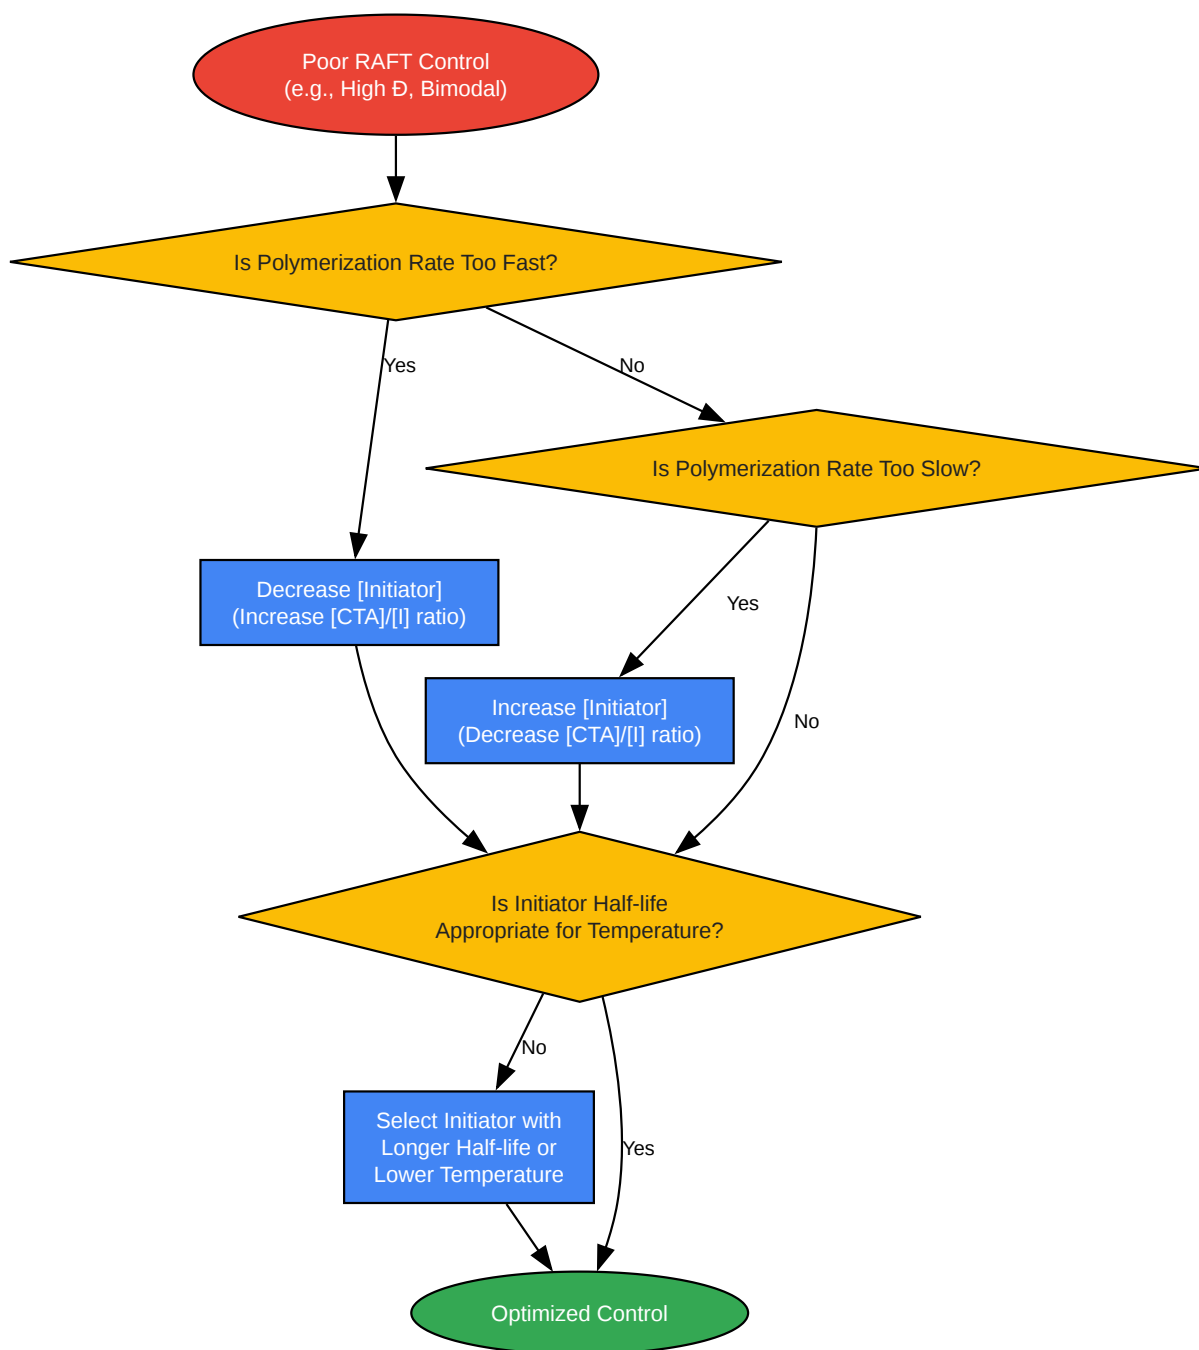 Poor RAFT Control
(e.g., High Đ, Bimodal)
Is Polymerization Rate Too Fast?
Yes
No
Is Polymerization Rate Too Slow?
Decrease [Initiator]
(Increase [CTA]/[I] ratio)
Yes
Increase [Initiator]
(Decrease [CTA]/[I] ratio)
No
Is Initiator Half-life
Appropriate for Temperature?
No
Select Initiator with
Longer Half-life or
Lower Temperature
Yes
Optimized Control